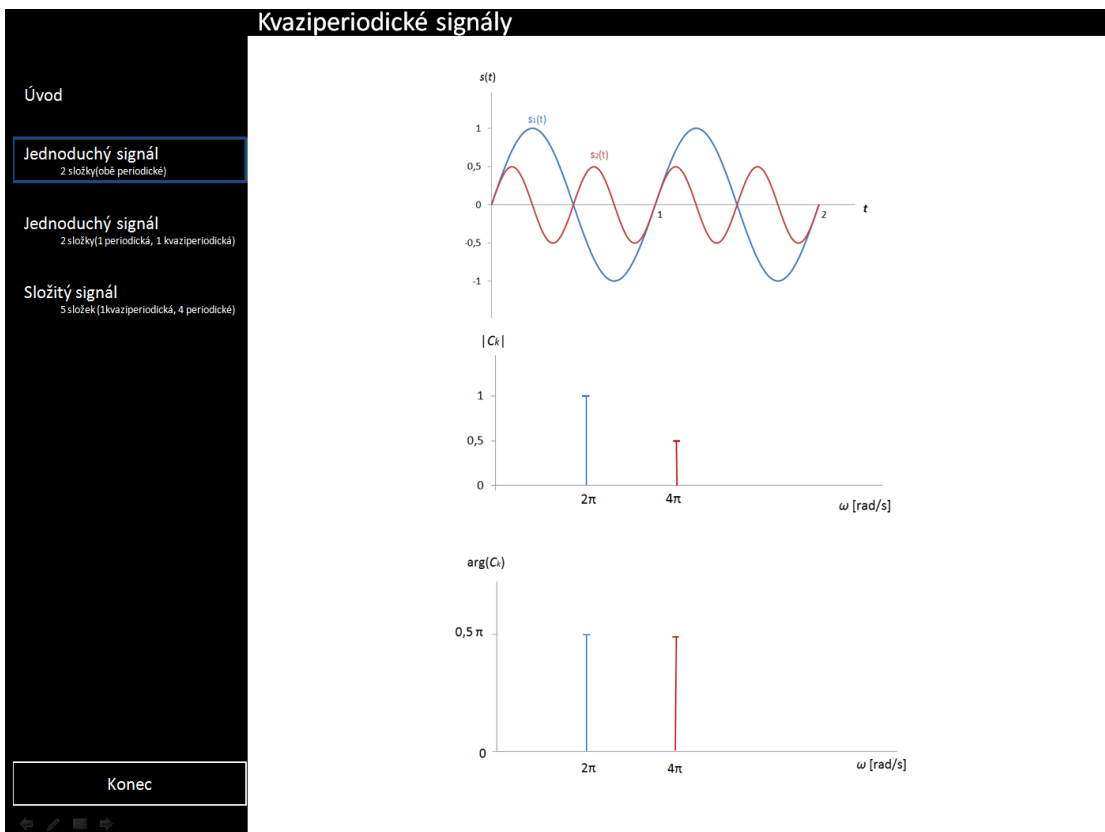 Kvaziperiodické signály
Úvod
Jednoduchý signál
2 složky(obě periodické)
Jednoduchý signál
2 složky(1 periodická, 1 kvaziperiodická)
Složitý signál
5 složek (1kvaziperiodická, 4 periodické)
Konec
s(t)
s₁(t)
1
s₂(t)
0,5
0
1
2
t
-0,5
-1
|Cₖ|
1
0,5
0
2π
4π
ω [rad/s]
arg(Cₖ)
0,5 π
0
2π
4π
ω [rad/s]